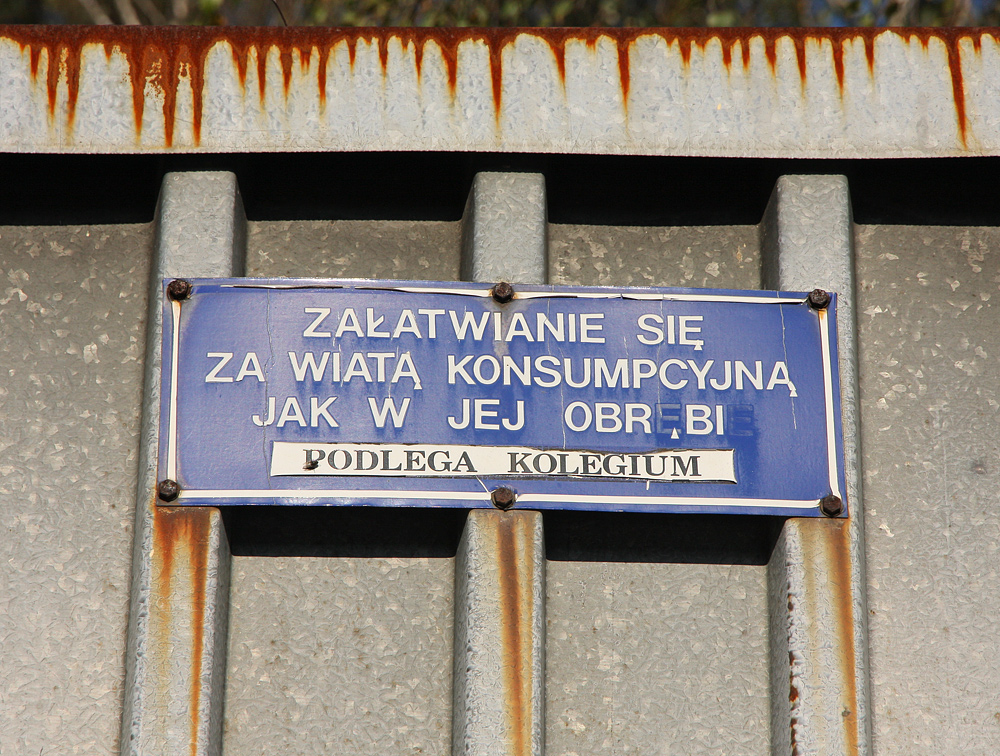 ZAŁATWIANIE SIĘ
ZA WIATĄ KONSUMPCYJNĄ
JAK W JEJ OBRĘBIE
PODLEGA KOLEGIUM